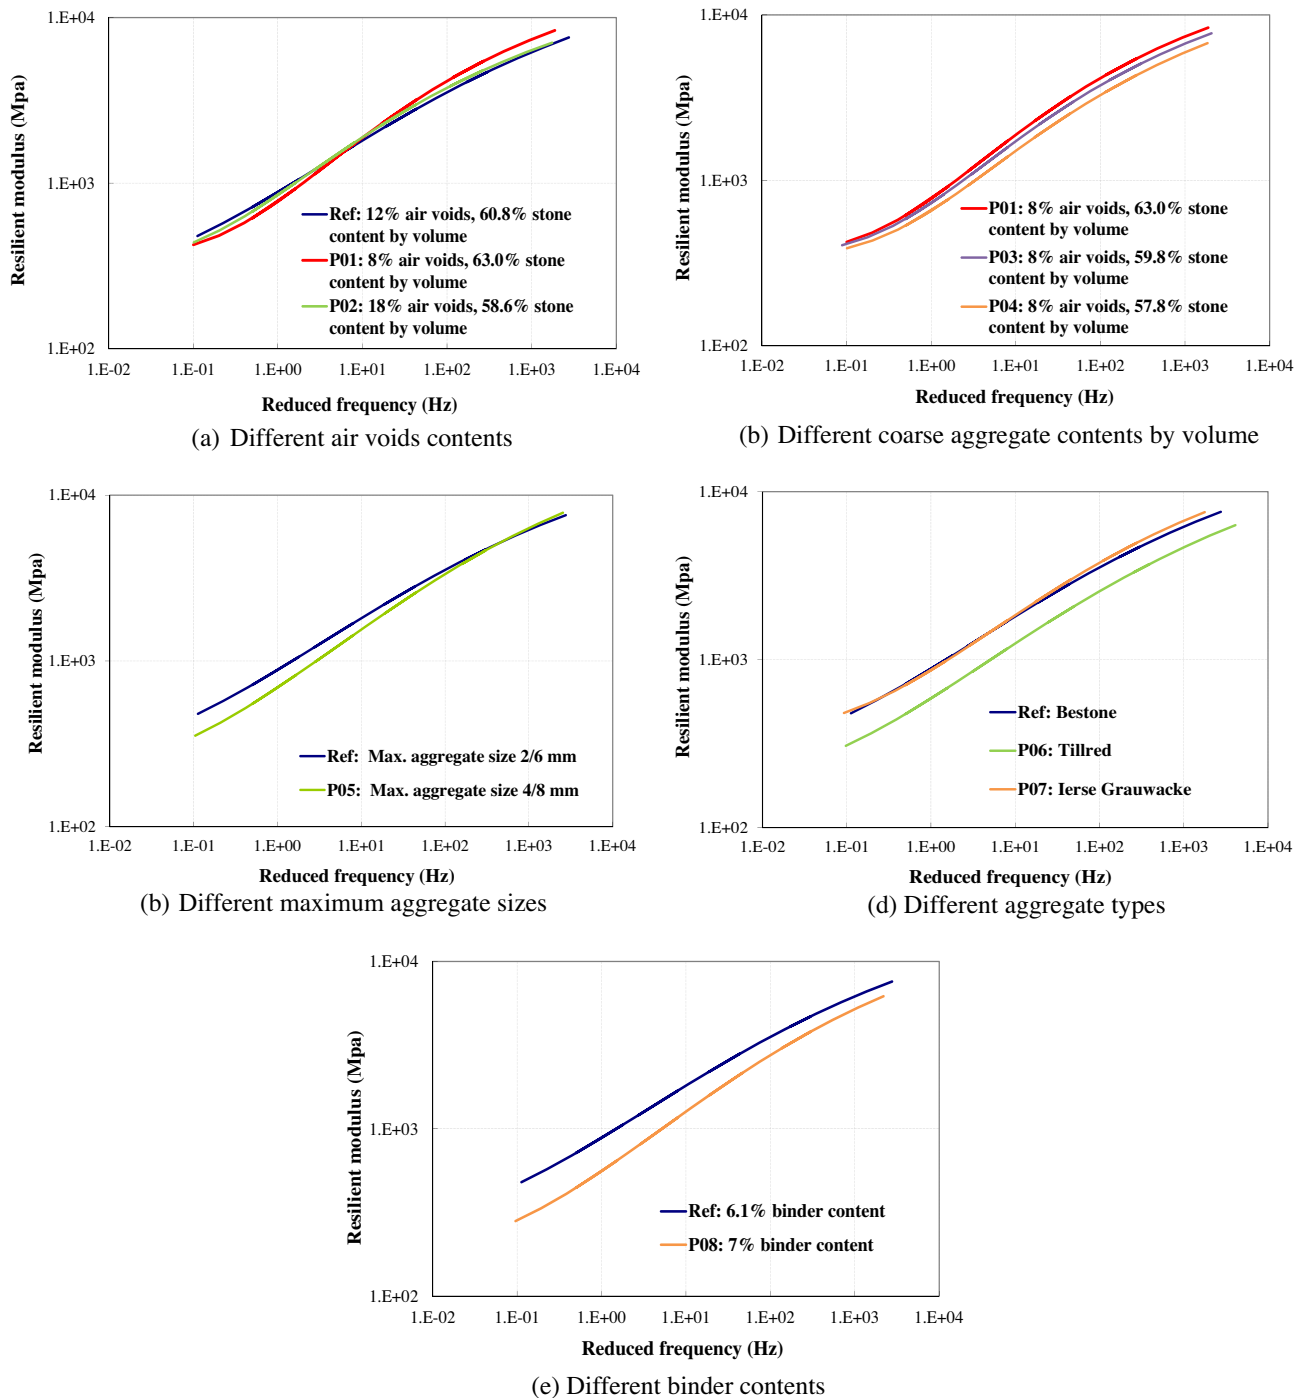 1.E+04
1.E+03
1.E+02
Resilient modulus (Mpa)
Ref: 12% air voids, 60.8% stone
content by volume
P01: 8% air voids, 63.0% stone
content by volume
P02: 18% air voids, 58.6% stone
content by volume
1.E-02 1.E-01 1.E+00 1.E+01 1.E+02 1.E+03 1.E+04
Reduced frequency (Hz)
(a) Different air voids contents
1.E+04
1.E+03
1.E+02
Resilient modulus (Mpa)
P01: 8% air voids, 63.0% stone
content by volume
P03: 8% air voids, 59.8% stone
content by volume
P04: 8% air voids, 57.8% stone
content by volume
1.E-02 1.E-01 1.E+00 1.E+01 1.E+02 1.E+03 1.E+04
Reduced frequency (Hz)
(b) Different coarse aggregate contents by volume
1.E+04
1.E+03
1.E+02
Resilient modulus (Mpa)
Ref: Max. aggregate size 2/6 mm
P05: Max. aggregate size 4/8 mm
1.E-02 1.E-01 1.E+00 1.E+01 1.E+02 1.E+03 1.E+04
Reduced frequency (Hz)
(b) Different maximum aggregate sizes
1.E+04
1.E+03
1.E+02
Resilient modulus (Mpa)
Ref: Bestone
P06: Tillred
P07: Ierse Grauwacke
1.E-02 1.E-01 1.E+00 1.E+01 1.E+02 1.E+03 1.E+04
Reduced frequency (Hz)
(d) Different aggregate types
1.E+04
1.E+03
1.E+02
Resilient modulus (Mpa)
Ref: 6.1% binder content
P08: 7% binder content
1.E-02 1.E-01 1.E+00 1.E+01 1.E+02 1.E+03 1.E+04
Reduced frequency (Hz)
(e) Different binder contents